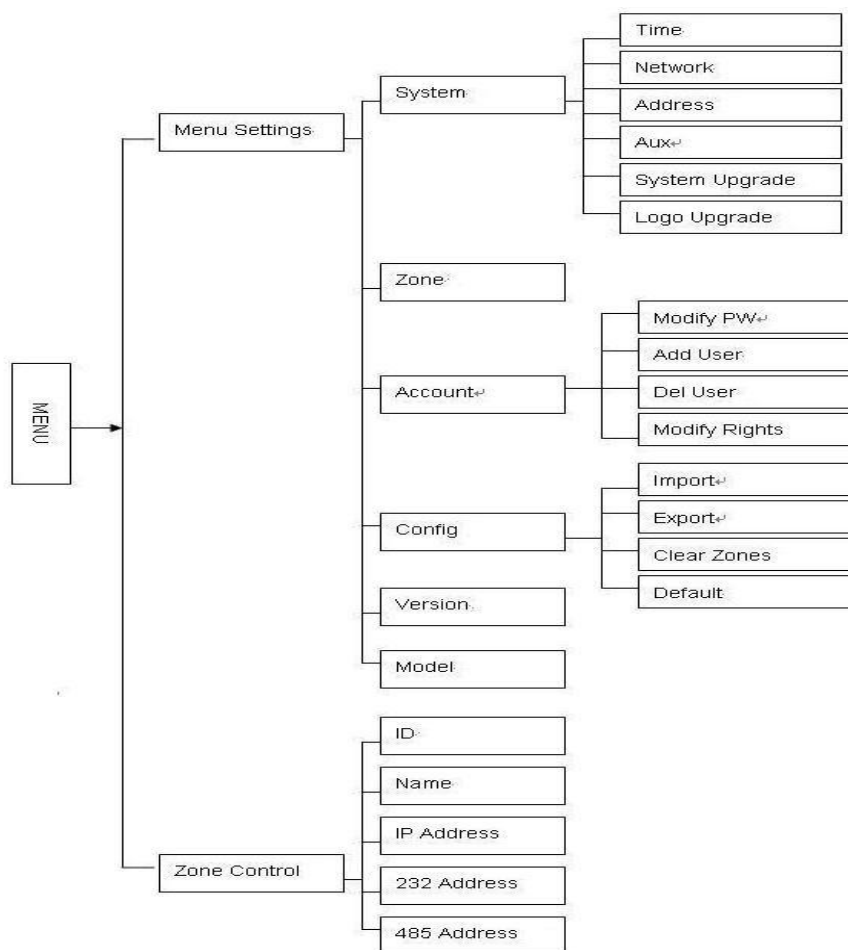 MENU
Menu Settings
System
Time
Network
Address
Aux
System Upgrade
Logo Upgrade
Zone
Account
Modify PW
Add User
Del User
Modify Rights
Config
Import
Export
Clear Zones
Default
Version
Model
Zone Control
ID
Name
IP Address
232 Address
485 Address